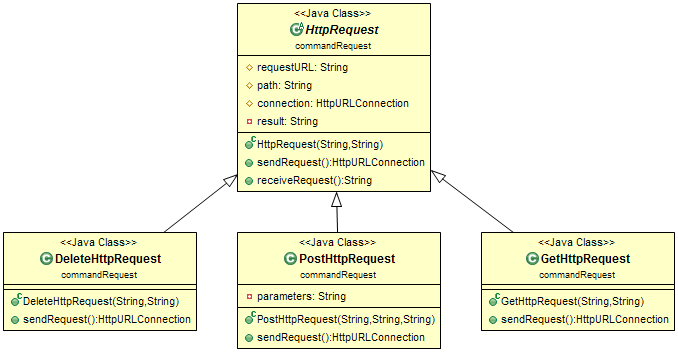 <<Java Class>>
HttpRequest
commandRequest
requestURL: String
path: String
connection: HttpURLConnection
result: String
HttpRequest(String,String)
sendRequest():HttpURLConnection
receiveRequest():String
<<Java Class>>
DeleteHttpRequest
commandRequest
DeleteHttpRequest(String,String)
sendRequest():HttpURLConnection
<<Java Class>>
PostHttpRequest
commandRequest
parameters: String
PostHttpRequest(String,String,String)
sendRequest():HttpURLConnection
<<Java Class>>
GetHttpRequest
commandRequest
GetHttpRequest(String,String)
sendRequest():HttpURLConnection